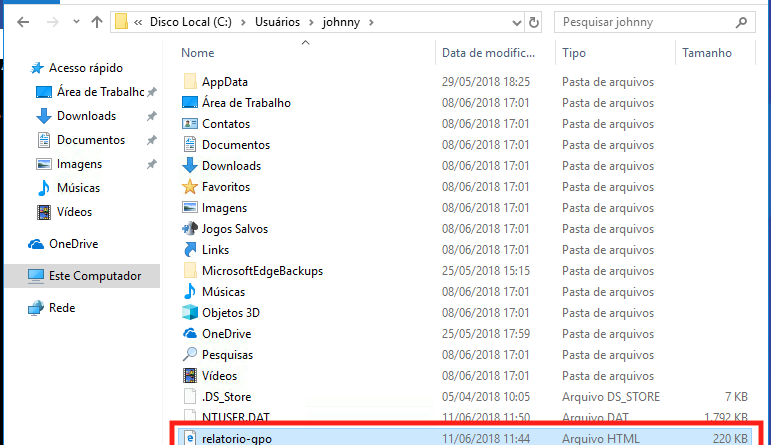 « Disco Local (C:) > Usuários > johnny >
Pesquisar johnny
Nome Data de modific... Tipo Tamanho
Acesso rápido
Área de Trabalho
Downloads
Documentos
Imagens
Músicas
Vídeos
OneDrive
Este Computador
Rede
AppData 29/05/2018 18:25 Pasta de arquivos
Área de Trabalho 08/06/2018 17:01 Pasta de arquivos
Contatos 08/06/2018 17:01 Pasta de arquivos
Documentos 08/06/2018 17:01 Pasta de arquivos
Downloads 08/06/2018 17:01 Pasta de arquivos
Favoritos 08/06/2018 17:01 Pasta de arquivos
Imagens 08/06/2018 17:01 Pasta de arquivos
Jogos Salvos 08/06/2018 17:01 Pasta de arquivos
Links 08/06/2018 17:01 Pasta de arquivos
MicrosoftEdgeBackups 25/05/2018 15:15 Pasta de arquivos
Músicas 08/06/2018 17:01 Pasta de arquivos
Objetos 3D 08/06/2018 17:01 Pasta de arquivos
OneDrive 25/05/2018 17:59 Pasta de arquivos
Pesquisas 08/06/2018 17:01 Pasta de arquivos
Vídeos 08/06/2018 17:01 Pasta de arquivos
.DS_Store 05/04/2018 10:05 Arquivo DS_STORE 7 KB
NTUSER.DAT 11/06/2018 11:50 Arquivo DAT 1.792 KB
relatorio-gpo 11/06/2018 11:44 Arquivo HTML 220 KB